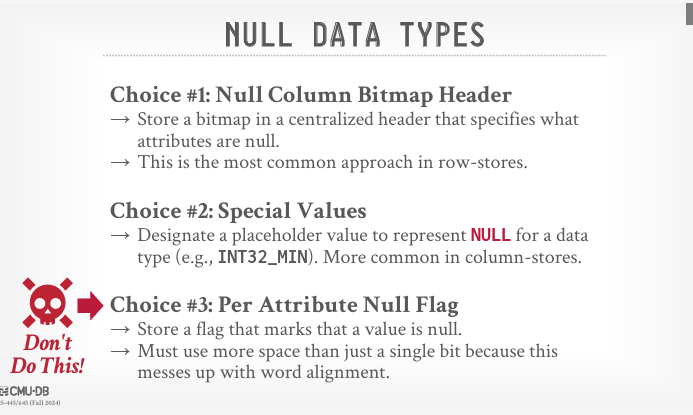 NULL DATA TYPES
Choice #1: Null Column Bitmap Header
→ Store a bitmap in a centralized header that specifies what
attributes are null.
→ This is the most common approach in row-stores.
Choice #2: Special Values
→ Designate a placeholder value to represent NULL for a data
type (e.g., INT32_MIN). More common in column-stores.
Choice #3: Per Attribute Null Flag
→ Store a flag that marks that a value is null.
→ Must use more space than just a single bit because this
messes up with word alignment.
Don't
Do This!
CMU-DB
5-445/645 (Fall 2024)